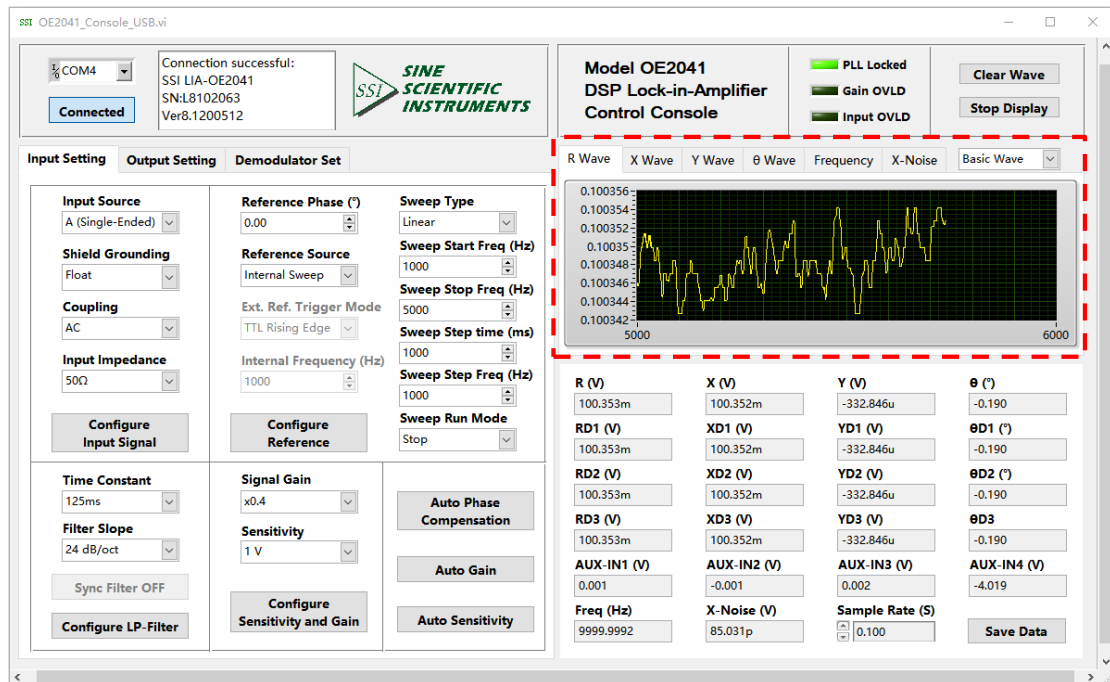 SSI OE2041_Console_USB.vi
COM4
Connected
Connection successful:
SSI LIA-OE2041
SN:L8102063
Ver8.1200512
SSI
SINE
SCIENTIFIC
INSTRUMENTS
Model OE2041
DSP Lock-in-Amplifier
Control Console
PLL Locked
Gain OVLD
Input OVLD
Clear Wave
Stop Display
Input Setting Output Setting Demodulator Set
Input Source
A (Single-Ended)
Shield Grounding
Float
Coupling
AC
Input Impedance
50Ω
Configure
Input Signal
Reference Phase (°)
0.00
Reference Source
Internal Sweep
Ext. Ref. Trigger Mode
TTL Rising Edge
Internal Frequency (Hz)
1000
Configure
Reference
Sweep Type
Linear
Sweep Start Freq (Hz)
1000
Sweep Stop Freq (Hz)
5000
Sweep Step time (ms)
1000
Sweep Step Freq (Hz)
1000
Sweep Run Mode
Stop
Time Constant
125ms
Filter Slope
24 dB/oct
Sync Filter OFF
Configure LP-Filter
Signal Gain
x0.4
Sensitivity
1 V
Configure
Sensitivity and Gain
Auto Phase
Compensation
Auto Gain
Auto Sensitivity
R Wave X Wave Y Wave θ Wave Frequency X-Noise Basic Wave
0.100356
0.100354
0.100352
0.10035
0.100348
0.100346
0.100344
0.100342
5000 6000
R (V) X (V) Y (V) θ (°)
100.353m 100.352m -332.846u -0.190
RD1 (V) XD1 (V) YD1 (V) θD1 (°)
100.353m 100.352m -332.846u -0.190
RD2 (V) XD2 (V) YD2 (V) θD2 (°)
100.353m 100.352m -332.846u -0.190
RD3 (V) XD3 (V) YD3 (V) θD3
100.353m 100.352m -332.846u -0.190
AUX-IN1 (V) AUX-IN2 (V) AUX-IN3 (V) AUX-IN4 (V)
0.001 -0.001 0.002 -4.019
Freq (Hz) X-Noise (V) Sample Rate (S)
9999.9992 85.031p 0.100 Save Data